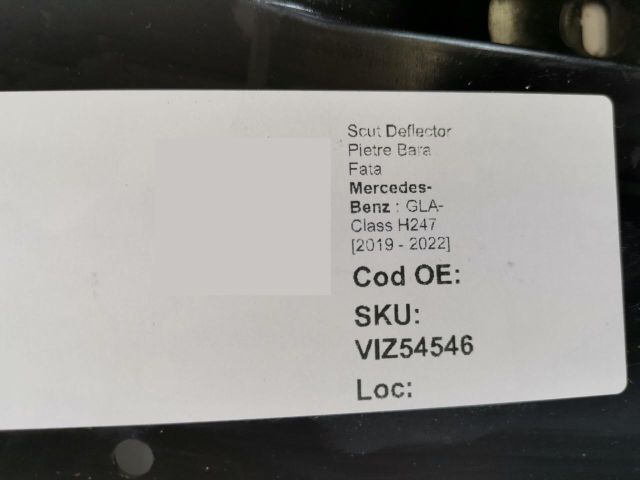 Scut Deflector
Pietre Bara
Fata
Mercedes-
Benz : GLA-
Class H247
[2019 - 2022]
Cod OE:
SKU:
VIZ54546
Loc: